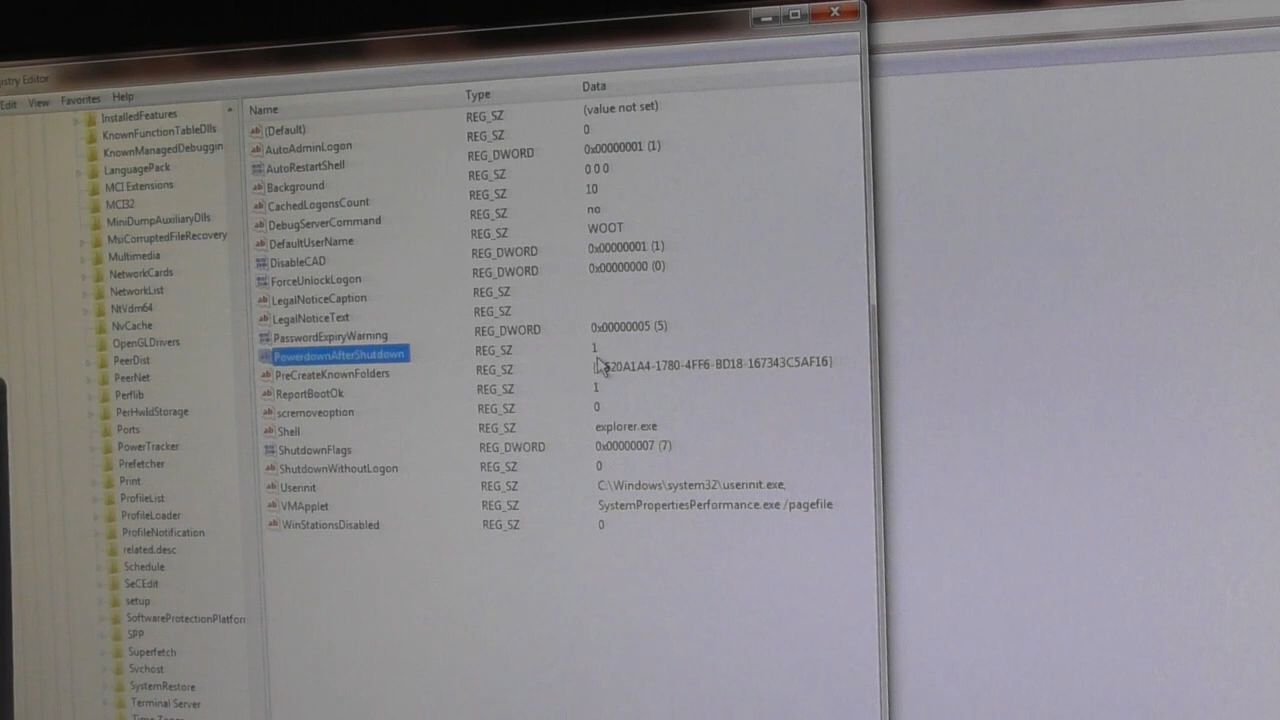 istry Editor
Edit View Favorites Help
InstalledFeatures
KnownFunctionTableDlls
KnownManagedDebuggin
LanguagePack
MCI Extensions
MCI32
MiniDumpAuxiliaryDlls
MsiCorruptedFileRecovery
Multimedia
NetworkCards
NetworkList
NtVdm64
NvCache
OpenGLDrivers
PeerDist
PeerNet
Perflib
PerHwIdStorage
Ports
PowerTracker
Prefetcher
Print
ProfileList
ProfileLoader
ProfileNotification
related.desc
Schedule
SeCEdit
setup
SoftwareProtectionPlatforr
SPP
Superfetch
Svchost
SystemRestore
Terminal Server
Name Type Data
(Default) REG_SZ (value not set)
AutoAdminLogon REG_SZ 0
AutoRestartShell REG_DWORD 0x00000001 (1)
Background REG_SZ 0 0 0
CachedLogonsCount REG_SZ 10
DebugServerCommand REG_SZ no
DefaultUserName REG_SZ WOOT
DisableCAD REG_DWORD 0x00000001 (1)
ForceUnlockLogon REG_DWORD 0x00000000 (0)
LegalNoticeCaption REG_SZ
LegalNoticeText REG_SZ
PasswordExpiryWarning REG_DWORD 0x00000005 (5)
PowerdownAfterShutdown REG_SZ 1
PreCreateKnownFolders REG_SZ 520A1A4-1780-4FF6-BD18-167343C5AF16}
ReportBootOk REG_SZ 1
scremoveoption REG_SZ 0
Shell REG_SZ explorer.exe
ShutdownFlags REG_DWORD 0x00000007 (7)
ShutdownWithoutLogon REG_SZ 0
Userinit REG_SZ C:\Windows\system32\userinit.exe,
VMApplet REG_SZ SystemPropertiesPerformance.exe /pagefile
WinStationsDisabled REG_SZ 0